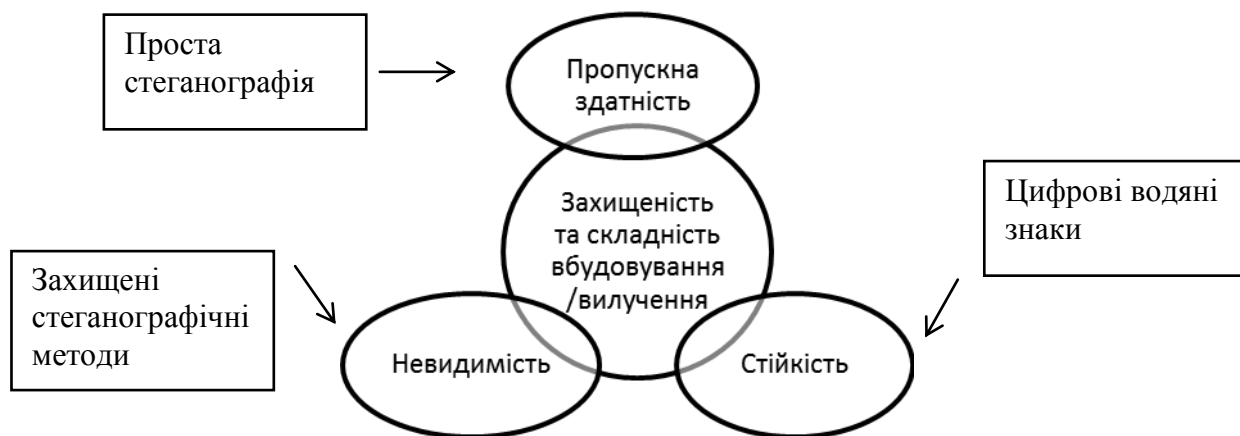 Проста
стеганографія
Пропускна
здатність
Цифрові водяні
знаки
Захищеність
та складність
вбудовування
/вилучення
Захищені
стеганографічні
методи
Невидимість
Стійкість